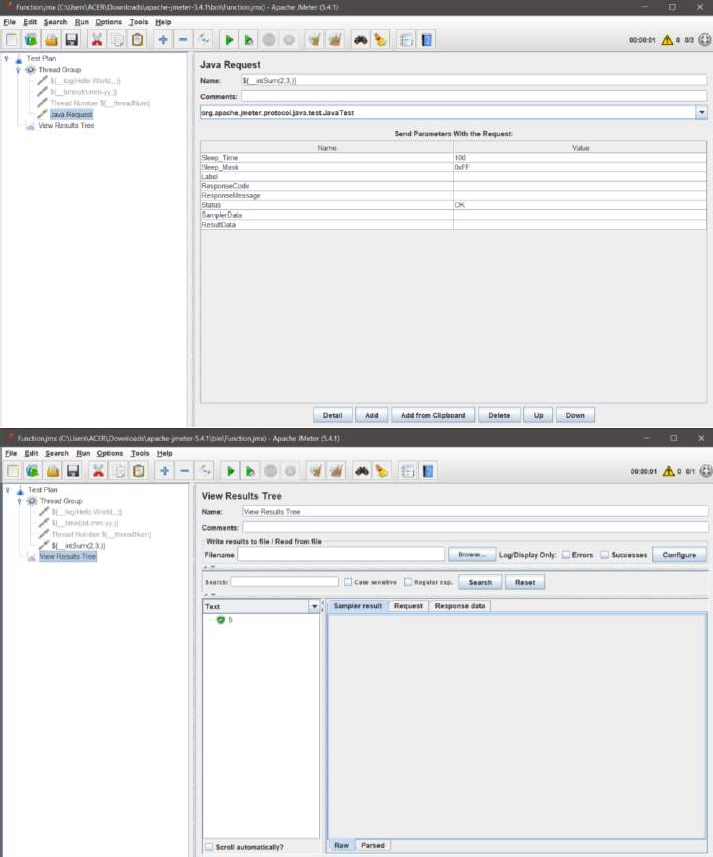 Function.jmx (C:\Users\ACER\Downloads\apache-jmeter-5.4.1\bin\Function.jmx) - Apache JMeter (5.4.1)
File Edit Search Run Options Tools Help
00:00:01 0 0/3
Test Plan
Thread Group
${__log(Hello World,,,)}
${__time(dd-mm-yy,)}
Thread Number ${__threadNum}
Java Request
View Results Tree
Java Request
Name: ${__intSum(2,3,)}
Comments:
org.apache.jmeter.protocol.java.test.JavaTest
Send Parameters With the Request:
Name Value
Sleep_Time 100
Sleep_Mask 0xFF
Label
ResponseCode
ResponseMessage
Status OK
SamplerData
ResultData
Detail Add Add from Clipboard Delete Up Down
Function.jmx (C:\Users\ACER\Downloads\apache-jmeter-5.4.1\bin\Function.jmx) - Apache JMeter (5.4.1)
File Edit Search Run Options Tools Help
00:00:01 0 0/1
Test Plan
Thread Group
${__log(Hello World,,,)}
${__time(dd-mm-yy,)}
Thread Number ${__threadNum}
${__intSum(2,3,)}
View Results Tree
View Results Tree
Name: View Results Tree
Comments:
Write results to file / Read from file
Filename Browse... Log/Display Only: Errors Successes Configure
Search: Case sensitive Regular exp. Search Reset
Text Sampler result Request Response data
5
Scroll automatically? Raw Parsed